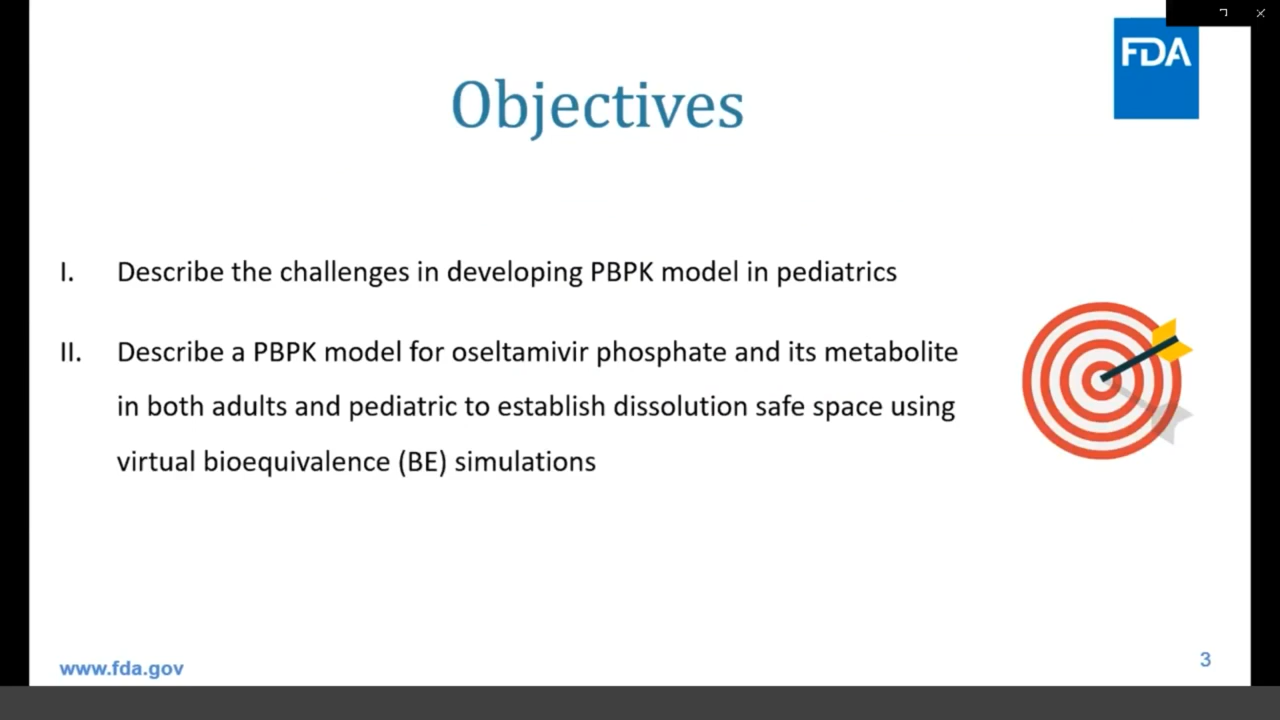 FDA
Objectives
I. Describe the challenges in developing PBPK model in pediatrics
II. Describe a PBPK model for oseltamivir phosphate and its metabolite
in both adults and pediatric to establish dissolution safe space using
virtual bioequivalence (BE) simulations
www.fda.gov
3